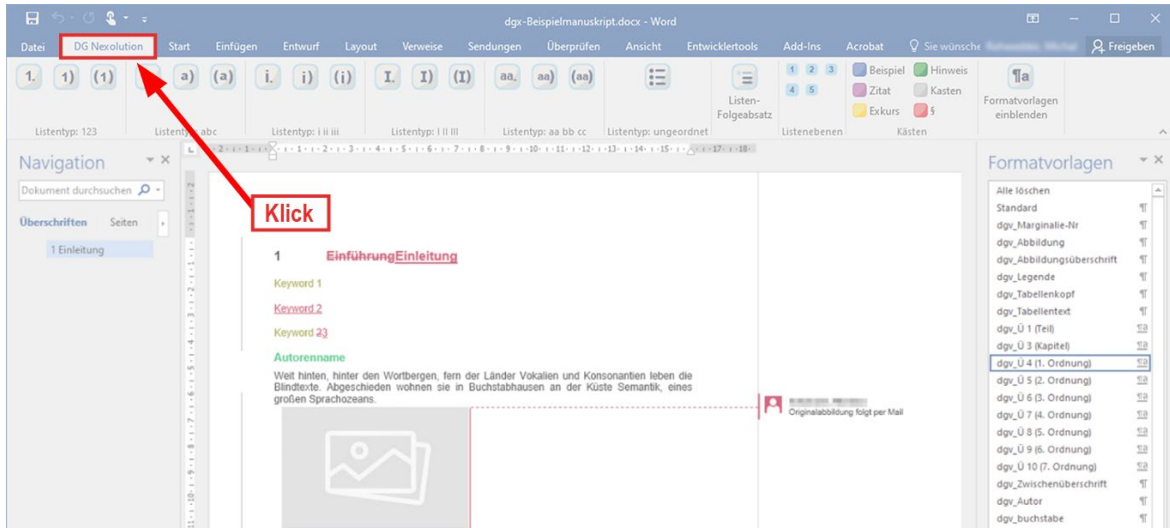 dgx-Beispielmanuskript.docx - Word
Datei DG Nexolution Start Einfügen Entwurf Layout Verweise Sendungen Überprüfen Ansicht Entwicklertools Add-Ins Acrobat Sie wünsche Freigeben
1. 1) (1) a) (a) i. i) (i) I. I) (I) aa. aa) (aa)
1 2 3
4 5
Beispiel Hinweis
Zitat Kasten
Exkurs §
Listen-
Folgeabsatz
¶a
Formatvorlagen
einblenden
Listentyp: 123 Listentyp: abc Listentyp: i ii iii Listentyp: I II III Listentyp: aa bb cc Listentyp: ungeordnet Listenebenen Kästen
Klick
Navigation
Dokument durchsuchen
Überschriften Seiten
1 Einleitung
1 EinführungEinleitung
Keyword 1
Keyword 2
Keyword 23
Autorenname
Weit hinten, hinter den Wortbergen, fern der Länder Vokalien und Konsonantien leben die
Blindtexte. Abgeschieden wohnen sie in Buchstabhausen an der Küste Semantik, eines
großen Sprachozeans.
Originalabbildung folgt per Mail
Formatvorlagen
Alle löschen
Standard
dgv_Marginalie-Nr
dgv_Abbildung
dgv_Abbildungsüberschrift
dgv_Legende
dgv_Tabellenkopf
dgv_Tabellentext
dgv_Ü 1 (Teil)
dgv_Ü 3 (Kapitel)
dgv_Ü 4 (1. Ordnung)
dgv_Ü 5 (2. Ordnung)
dgv_Ü 6 (3. Ordnung)
dgv_Ü 7 (4. Ordnung)
dgv_Ü 8 (5. Ordnung)
dgv_Ü 9 (6. Ordnung)
dgv_Ü 10 (7. Ordnung)
dgv_Zwischenüberschrift
dgv_Autor
dgv_buchstabe